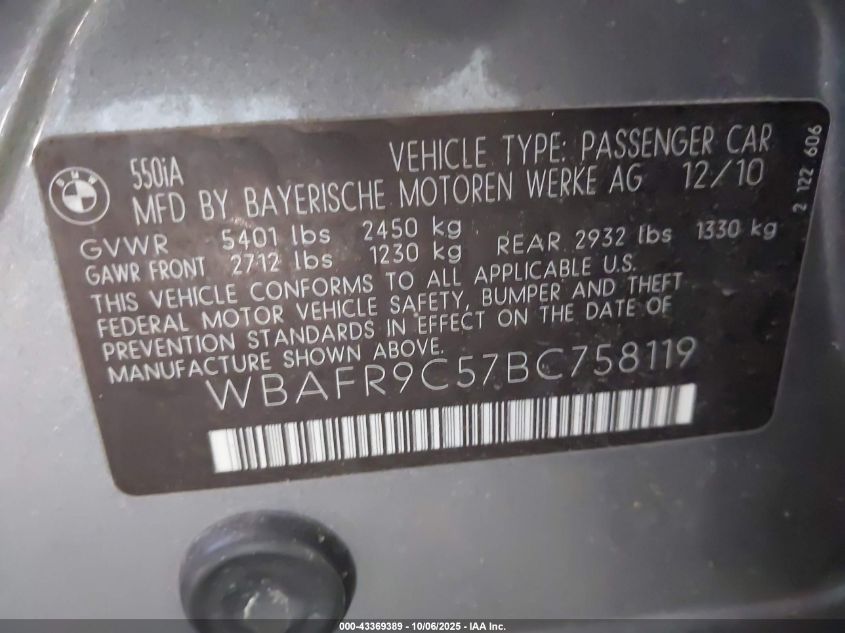 BMW
550iA
VEHICLE TYPE: PASSENGER CAR
MFD BY BAYERISCHE MOTOREN WERKE AG 12/10
GVWR 5401 lbs 2450 kg
GAWR FRONT 2712 lbs 1230 kg REAR 2932 lbs 1330 kg
THIS VEHICLE CONFORMS TO ALL APPLICABLE U.S.
FEDERAL MOTOR VEHICLE SAFETY, BUMPER AND THEFT
PREVENTION STANDARDS IN EFFECT ON THE DATE OF
MANUFACTURE SHOWN ABOVE.
WBAFR9C57BC758119
2 122 606
000-43369389 - 10/06/2025 - IAA Inc.